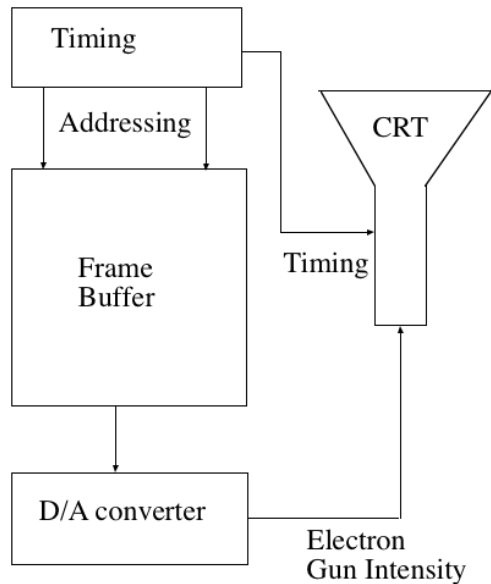 Timing
Addressing
CRT
Timing
Frame
Buffer
D/A converter
Electron
Gun Intensity